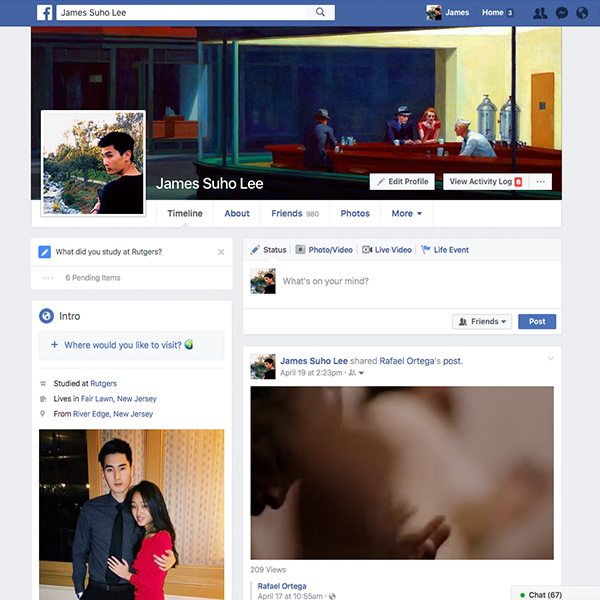 f
James Suho Lee
James
Home 3
James Suho Lee
Edit Profile
View Activity Log 6
Timeline
About
Friends 980
Photos
More
What did you study at Rutgers?
6 Pending Items
Intro
Where would you like to visit?
Studied at Rutgers
Lives in Fair Lawn, New Jersey
From River Edge, New Jersey
Status
Photo/Video
Live Video
Life Event
What's on your mind?
Friends
Post
James Suho Lee shared Rafael Ortega's post.
April 19 at 2:23pm
209 Views
Rafael Ortega
April 17 at 10:55am
Chat (67)